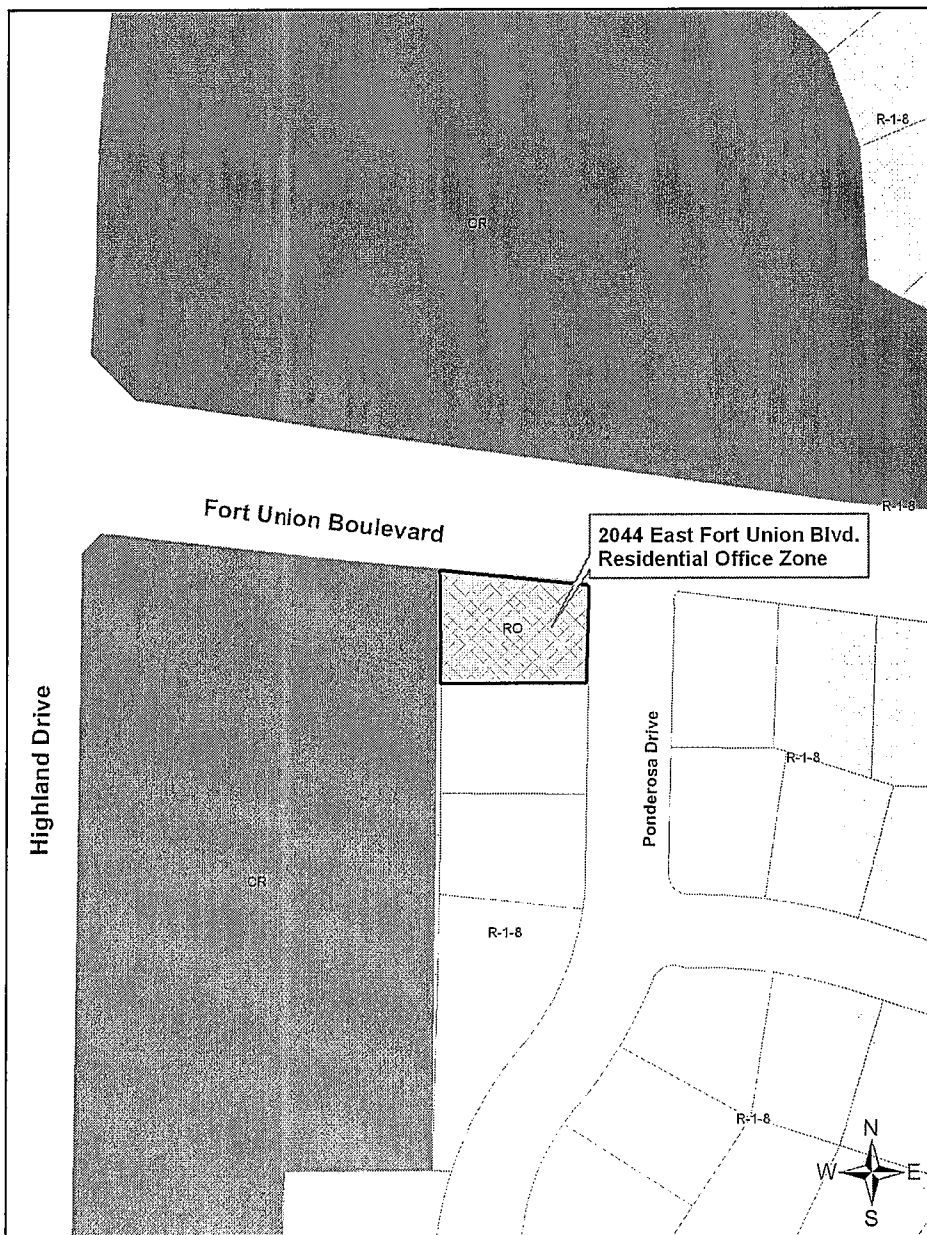 R-1-8
CR
Fort Union Boulevard
R-1-8
2044 East Fort Union Blvd.
Residential Office Zone
RO
Highland Drive
Ponderosa Drive
R-1-8
CR
R-1-8
R-1-8
N
W
E
S